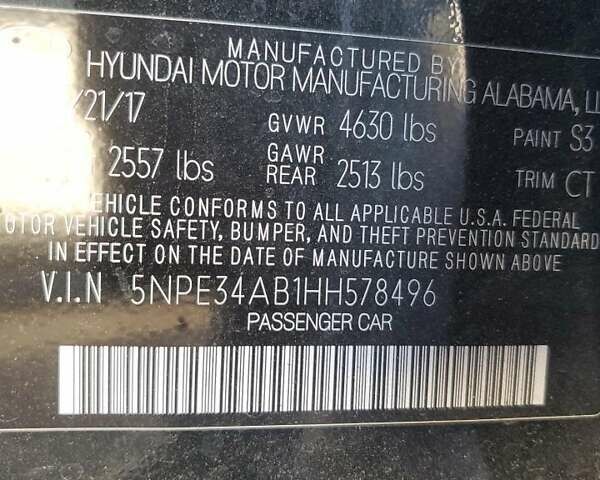 MANUFACTURED BY
HYUNDAI MOTOR MANUFACTURING ALABAMA,
/21/17 GVWR 4630 lbs PAINT S3
2557 lbs GAWR REAR 2513 lbs TRIM CT
VEHICLE CONFORMS TO ALL APPLICABLE U.S.A. FEDERAL
MOTOR VEHICLE SAFETY, BUMPER, AND THEFT PREVENTION STANDARD
IN EFFECT ON THE DATE OF MANUFACTURE SHOWN ABOVE
V.I.N 5NPE34AB1HH578496
PASSENGER CAR